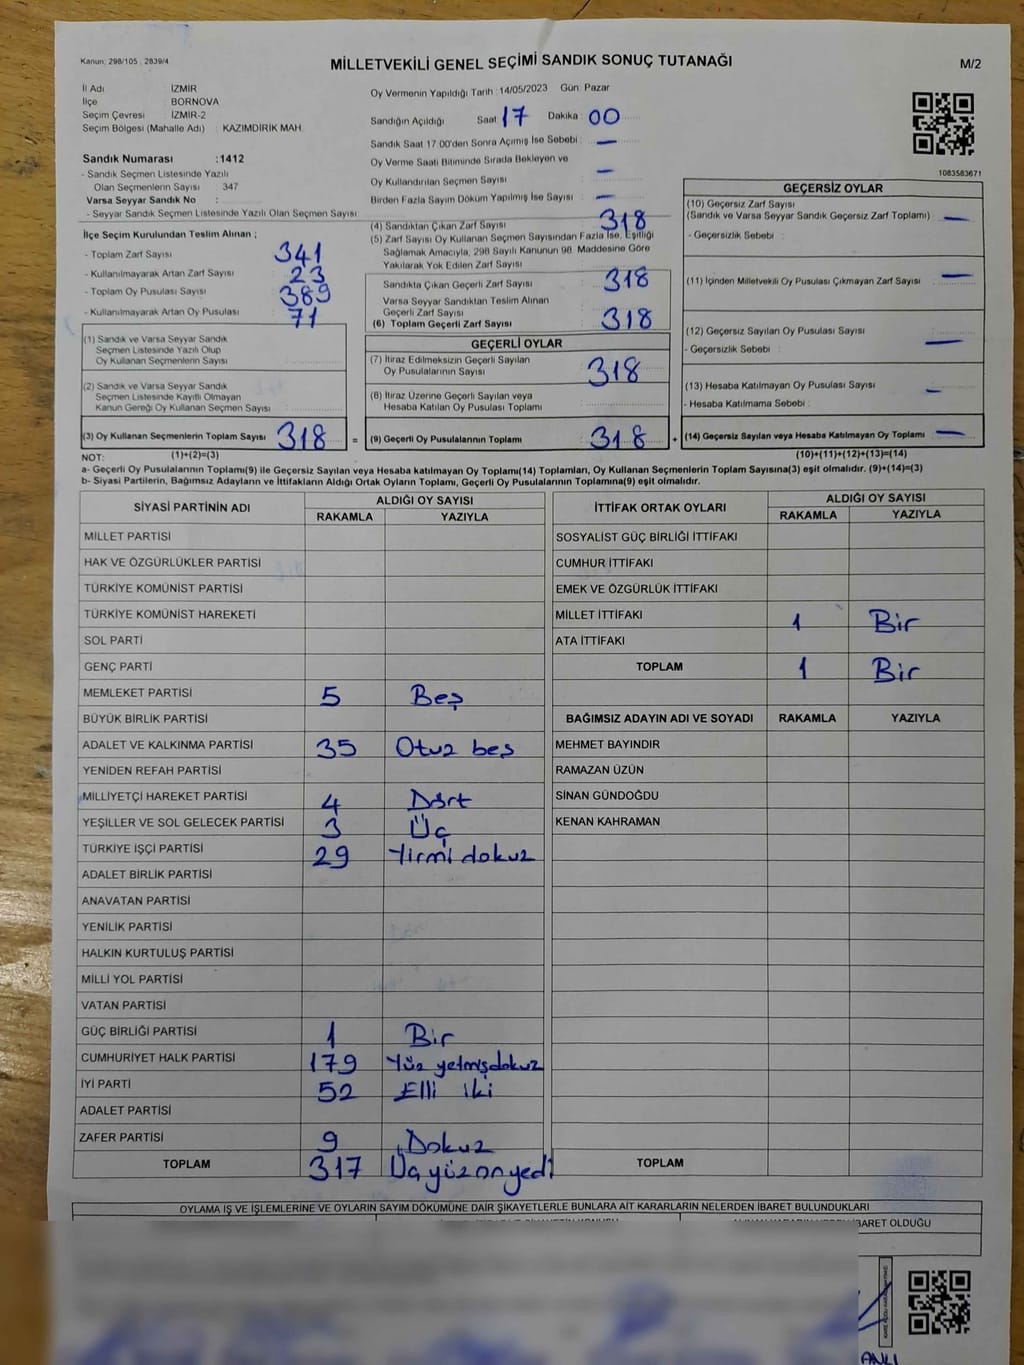 Kanun, 298/105 , 2839/4
MİLLETVEKİLİ GENEL SEÇİMİ SANDIK SONUÇ TUTANAĞI
M/2
İl Adı İZMİR
İlçe BORNOVA
Seçim Çevresi İZMİR-2
Seçim Bölgesi (Mahalle Adı) : KAZIMDİRİK MAH.
Sandık Numarası :1412
- Sandık Seçmen Listesinde Yazılı
Olan Seçmenlerin Sayısı 347
Varsa Seyyar Sandık No :
- Seyyar Sandık Seçmen Listesinde Yazılı Olan Seçmen Sayısı
İlçe Seçim Kurulundan Teslim Alınan ;
- Toplam Zarf Sayısı 341
- Kullanılmayarak Artan Zarf Sayısı 23
- Toplam Oy Pusulası Sayısı 389
- Kullanılmayarak Artan Oy Pusulası 71
(1) Sandık ve Varsa Seyyar Sandık
Seçmen Listesinde Yazılı Olup
Oy Kullanan Seçmenlerin Sayısı
(2) Sandık ve Varsa Seyyar Sandık
Seçmen Listesinde Kayıtlı Olmayan
Kanun Gereği Oy Kullanan Seçmen Sayısı
(3) Oy Kullanan Seçmenlerin Toplam Sayısı 318 =
Oy Vermenin Yapıldığı Tarih :14/05/2023 Gün: Pazar
Sandığın Açıldığı Saat 17 Dakika 00
Sandık Saat 17.00'den Sonra Açılmış İse Sebebi : —
Oy Verme Saati Bitiminde Sırada Bekleyen ve
Oy Kullandırılan Seçmen Sayısı —
Birden Fazla Sayım Döküm Yapılmış İse Sayısı —
(4) Sandıktan Çıkan Zarf Sayısı 318
(5) Zarf Sayısı Oy Kullanan Seçmen Sayısından Fazla İse, Eşitliği
Sağlamak Amacıyla, 298 Sayılı Kanunun 98. Maddesine Göre
Yakılarak Yok Edilen Zarf Sayısı
Sandıkta Çıkan Geçerli Zarf Sayısı 318
Varsa Seyyar Sandıktan Teslim Alınan
Geçerli Zarf Sayısı
(6) Toplam Geçerli Zarf Sayısı 318
GEÇERLİ OYLAR
(7) İtiraz Edilmeksizin Geçerli Sayılan
Oy Pusulalarının Sayısı 318
(8) İtiraz Üzerine Geçerli Sayılan veya
Hesaba Katılan Oy Pusulası Toplamı
(9) Geçerli Oy Pusulalarının Toplamı 318 +
1083583671
GEÇERSİZ OYLAR
(10) Geçersiz Zarf Sayısı
(Sandık ve Varsa Seyyar Sandık Geçersiz Zarf Toplamı) —
- Geçersizlik Sebebi :
(11) İçinden Milletvekili Oy Pusulası Çıkmayan Zarf Sayısı —
(12) Geçersiz Sayılan Oy Pusulası Sayısı
- Geçersizlik Sebebi : —
(13) Hesaba Katılmayan Oy Pusulası Sayısı —
- Hesaba Katılmama Sebebi :
(14) Geçersiz Sayılan veya Hesaba Katılmayan Oy Toplamı —
NOT: (1)+(2)=(3) (10)+(11)+(12)+(13)=(14)
a- Geçerli Oy Pusulalarının Toplamı(9) ile Geçersiz Sayılan veya Hesaba katılmayan Oy Toplamı(14) Toplamları, Oy Kullanan Seçmenlerin Toplam Sayısına(3) eşit olmalıdır. (9)+(14)=(3)
b- Siyasi Partilerin, Bağımsız Adayların ve İttifakların Aldığı Ortak Oyların Toplamı, Geçerli Oy Pusulalarının Toplamına(9) eşit olmalıdır.
SİYASİ PARTİNİN ADI ALDIĞI OY SAYISI
RAKAMLA YAZIYLA
MİLLET PARTİSİ
HAK VE ÖZGÜRLÜKLER PARTİSİ
TÜRKİYE KOMÜNİST PARTİSİ
TÜRKİYE KOMÜNİST HAREKETİ
SOL PARTİ
GENÇ PARTİ
MEMLEKET PARTİSİ 5 Beş
BÜYÜK BİRLİK PARTİSİ
ADALET VE KALKINMA PARTİSİ 35 Otuz beş
YENİDEN REFAH PARTİSİ
MİLLİYETÇİ HAREKET PARTİSİ 4 Dört
YEŞİLLER VE SOL GELECEK PARTİSİ 3 Üç
TÜRKİYE İŞÇİ PARTİSİ 29 Yirmi dokuz
ADALET BİRLİK PARTİSİ
ANAVATAN PARTİSİ
YENİLİK PARTİSİ
HALKIN KURTULUŞ PARTİSİ
MİLLİ YOL PARTİSİ
VATAN PARTİSİ
GÜÇ BİRLİĞİ PARTİSİ 1 Bir
CUMHURİYET HALK PARTİSİ 179 Yüz yetmişdokuz
İYİ PARTİ 52 Elli iki
ADALET PARTİSİ
ZAFER PARTİSİ 9 Dokuz
TOPLAM 317 Üçyüzonyedi
İTTİFAK ORTAK OYLARI ALDIĞI OY SAYISI
RAKAMLA YAZIYLA
SOSYALİST GÜÇ BİRLİĞİ İTTİFAKI
CUMHUR İTTİFAKI
EMEK VE ÖZGÜRLÜK İTTİFAKI
MİLLET İTTİFAKI 1 Bir
ATA İTTİFAKI
TOPLAM 1 Bir
BAĞIMSIZ ADAYIN ADI VE SOYADI RAKAMLA YAZIYLA
MEHMET BAYINDIR
RAMAZAN ÜZÜN
SİNAN GÜNDOĞDU
KENAN KAHRAMAN
TOPLAM
OYLAMA İŞ VE İŞLEMLERİNE VE OYLARIN SAYIM DÖKÜMÜNE DAİR ŞİKAYETLERLE BUNLARA AİT KARARLARIN NELERDEN İBARET BULUNDUKLARI
İBARET OLDUĞU